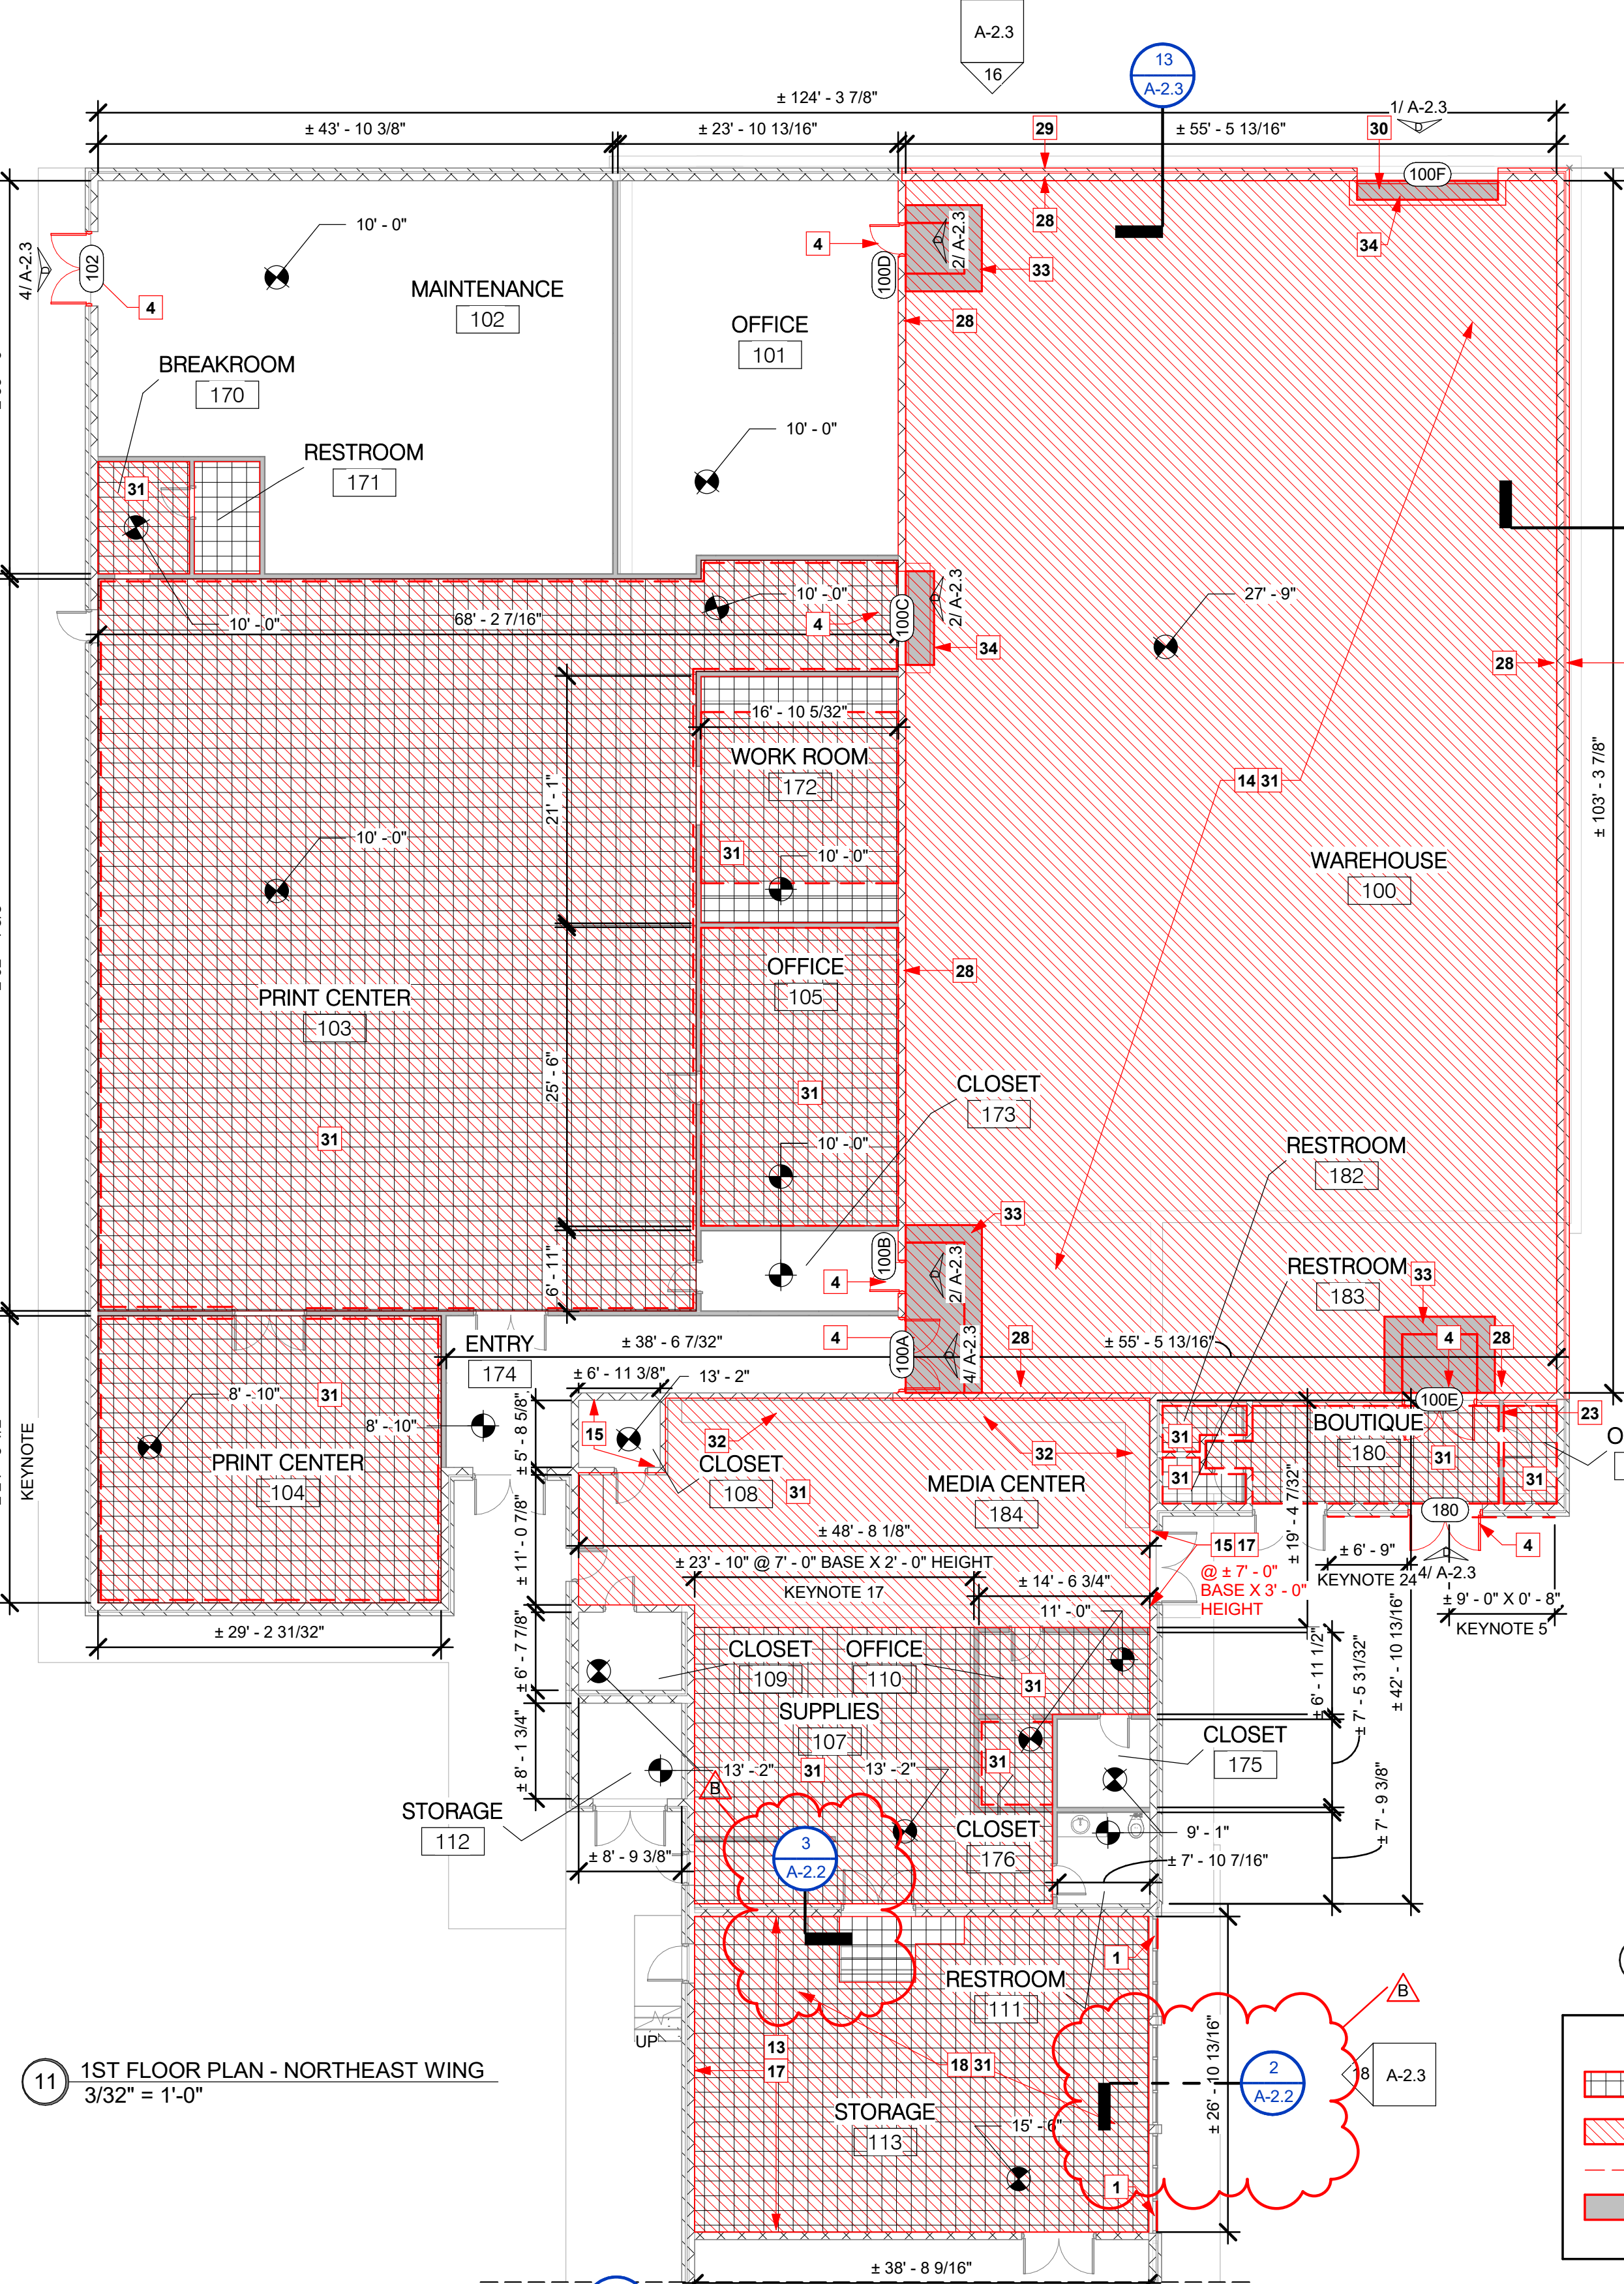 A-2.3
16
13
A-2.3
± 124' - 3 7/8"
1/ A-2.3
D
± 43' - 10 3/8"
± 23' - 10 13/16"
29
± 55' - 5 13/16"
30
100F
4/ A-2.3
D
102
4
10' - 0"
MAINTENANCE
102
OFFICE
101
4
100D
D
2/ A-2.3
33
28
34
28
BREAKROOM
170
RESTROOM
171
10' - 0"
31
10' - 0"
68' - 2 7/16"
10' - 0"
4
100C
D
2/ A-2.3
34
27' - 9"
28
16' - 10 5/32"
WORK ROOM
172
21' - 1"
31
10' - 0"
10' - 0"
14 31
± 103' - 3 7/8"
WAREHOUSE
100
PRINT CENTER
103
OFFICE
105
28
25' - 6"
31
31
10' - 0"
CLOSET
173
RESTROOM
182
RESTROOM
183
33
33
6' - 11"
4
100B
D
2/ A-2.3
4
100A
D
4/ A-2.3
28
± 55' - 5 13/16"
4
28
100E
ENTRY
174
± 38' - 6 7/32"
± 6' - 11 3/8"
13' - 2"
8' - 10"
31
8' - 10"
± 5' - 8 5/8"
15
32
32
31
31
BOUTIQUE
180
31
31
23
O
KEYNOTE
PRINT CENTER
104
CLOSET
108
31
MEDIA CENTER
184
± 11' - 0 7/8"
± 48' - 8 1/8"
± 23' - 10" @ 7' - 0" BASE X 2' - 0" HEIGHT
KEYNOTE 17
± 14' - 6 3/4"
15 17
@ ± 7' - 0"
BASE X 3' - 0"
HEIGHT
± 19' - 4 7/32"
180
± 6' - 9"
KEYNOTE 24
D
4/ A-2.3
4
± 9' - 0" X 0' - 8"
KEYNOTE 5
± 29' - 2 31/32"
± 6' - 7 7/8"
CLOSET
109
OFFICE
110
11' - 0"
31
± 6' - 11 1/2"
± 7' - 5 31/32"
± 42' - 10 13/16"
SUPPLIES
107
31
31
CLOSET
175
± 8' - 1 3/4"
13' - 2"
13' - 2"
B
STORAGE
112
± 8' - 9 3/8"
3
A-2.2
CLOSET
176
9' - 1"
± 7' - 10 7/16"
± 7' - 9 3/8"
1
RESTROOM
111
UP
B
13
17
18 31
± 26' - 10 13/16"
2
A-2.2
18
A-2.3
STORAGE
113
15' - 6"
1
± 38' - 8 9/16"
11
1ST FLOOR PLAN - NORTHEAST WING
3/32" = 1'-0"